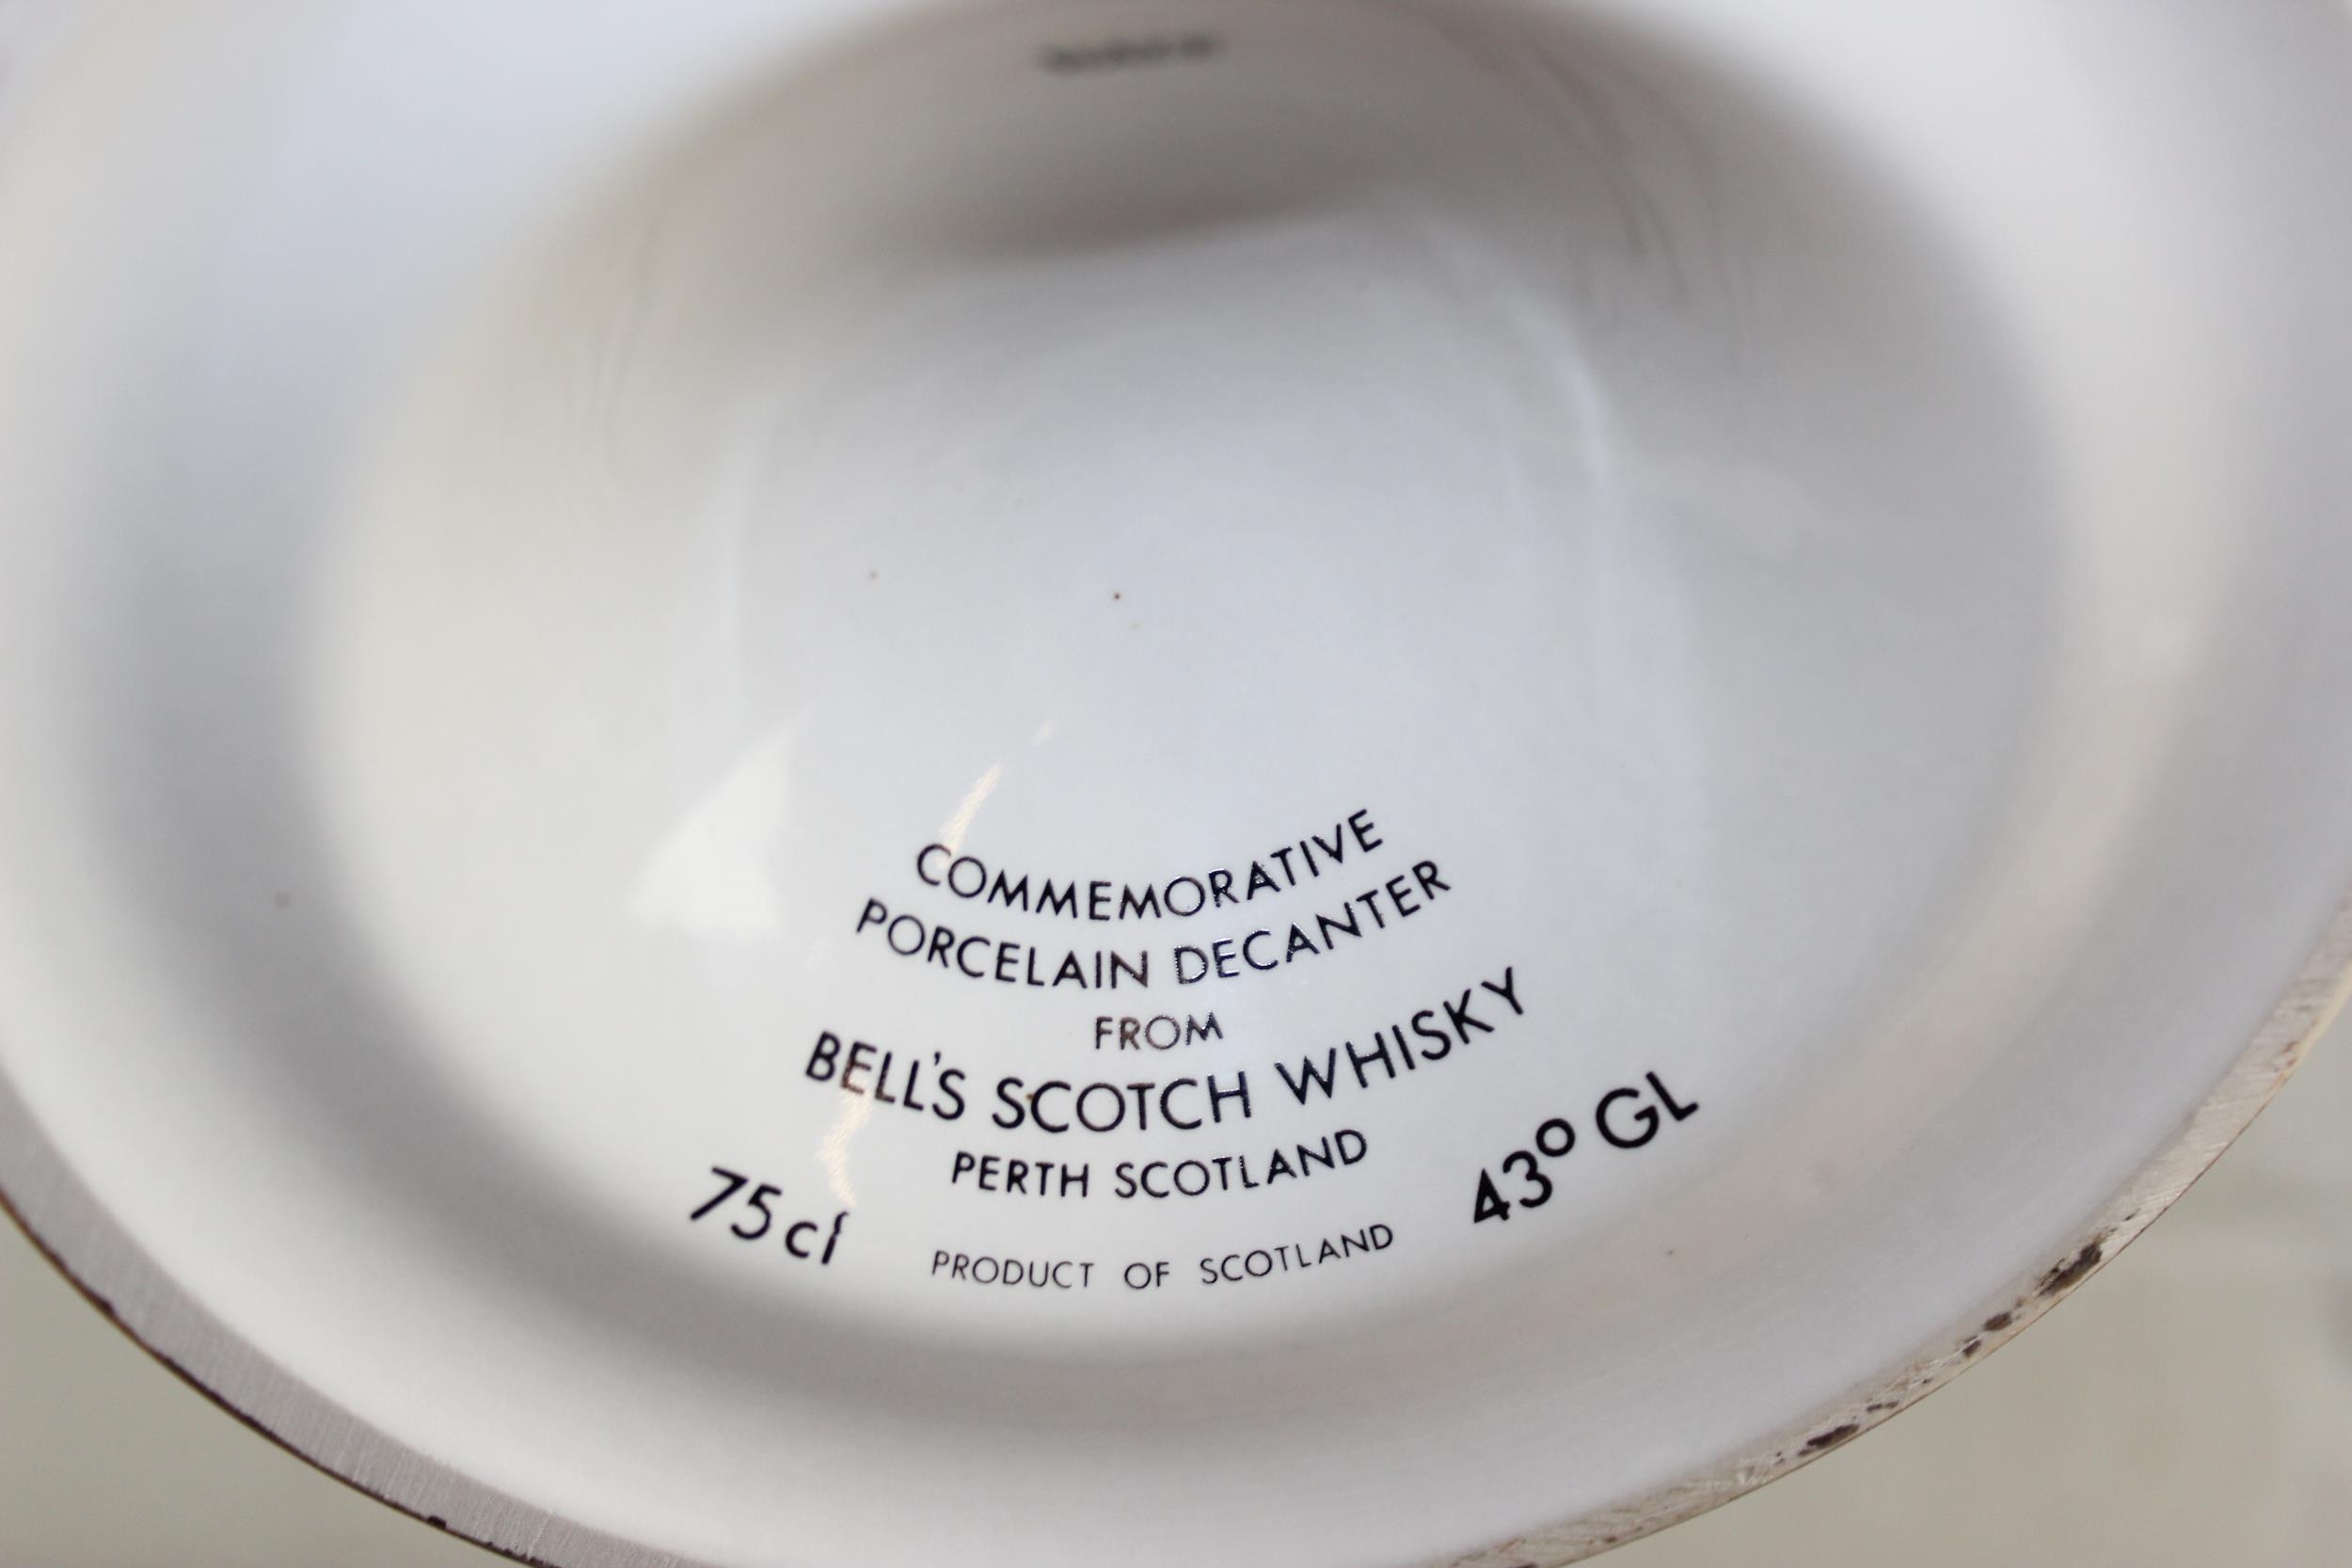 COMMEMORATIVE
PORCELAIN DECANTER
FROM
BELL'S SCOTCH WHISKY
PERTH SCOTLAND
75cl
PRODUCT OF SCOTLAND
43° GL